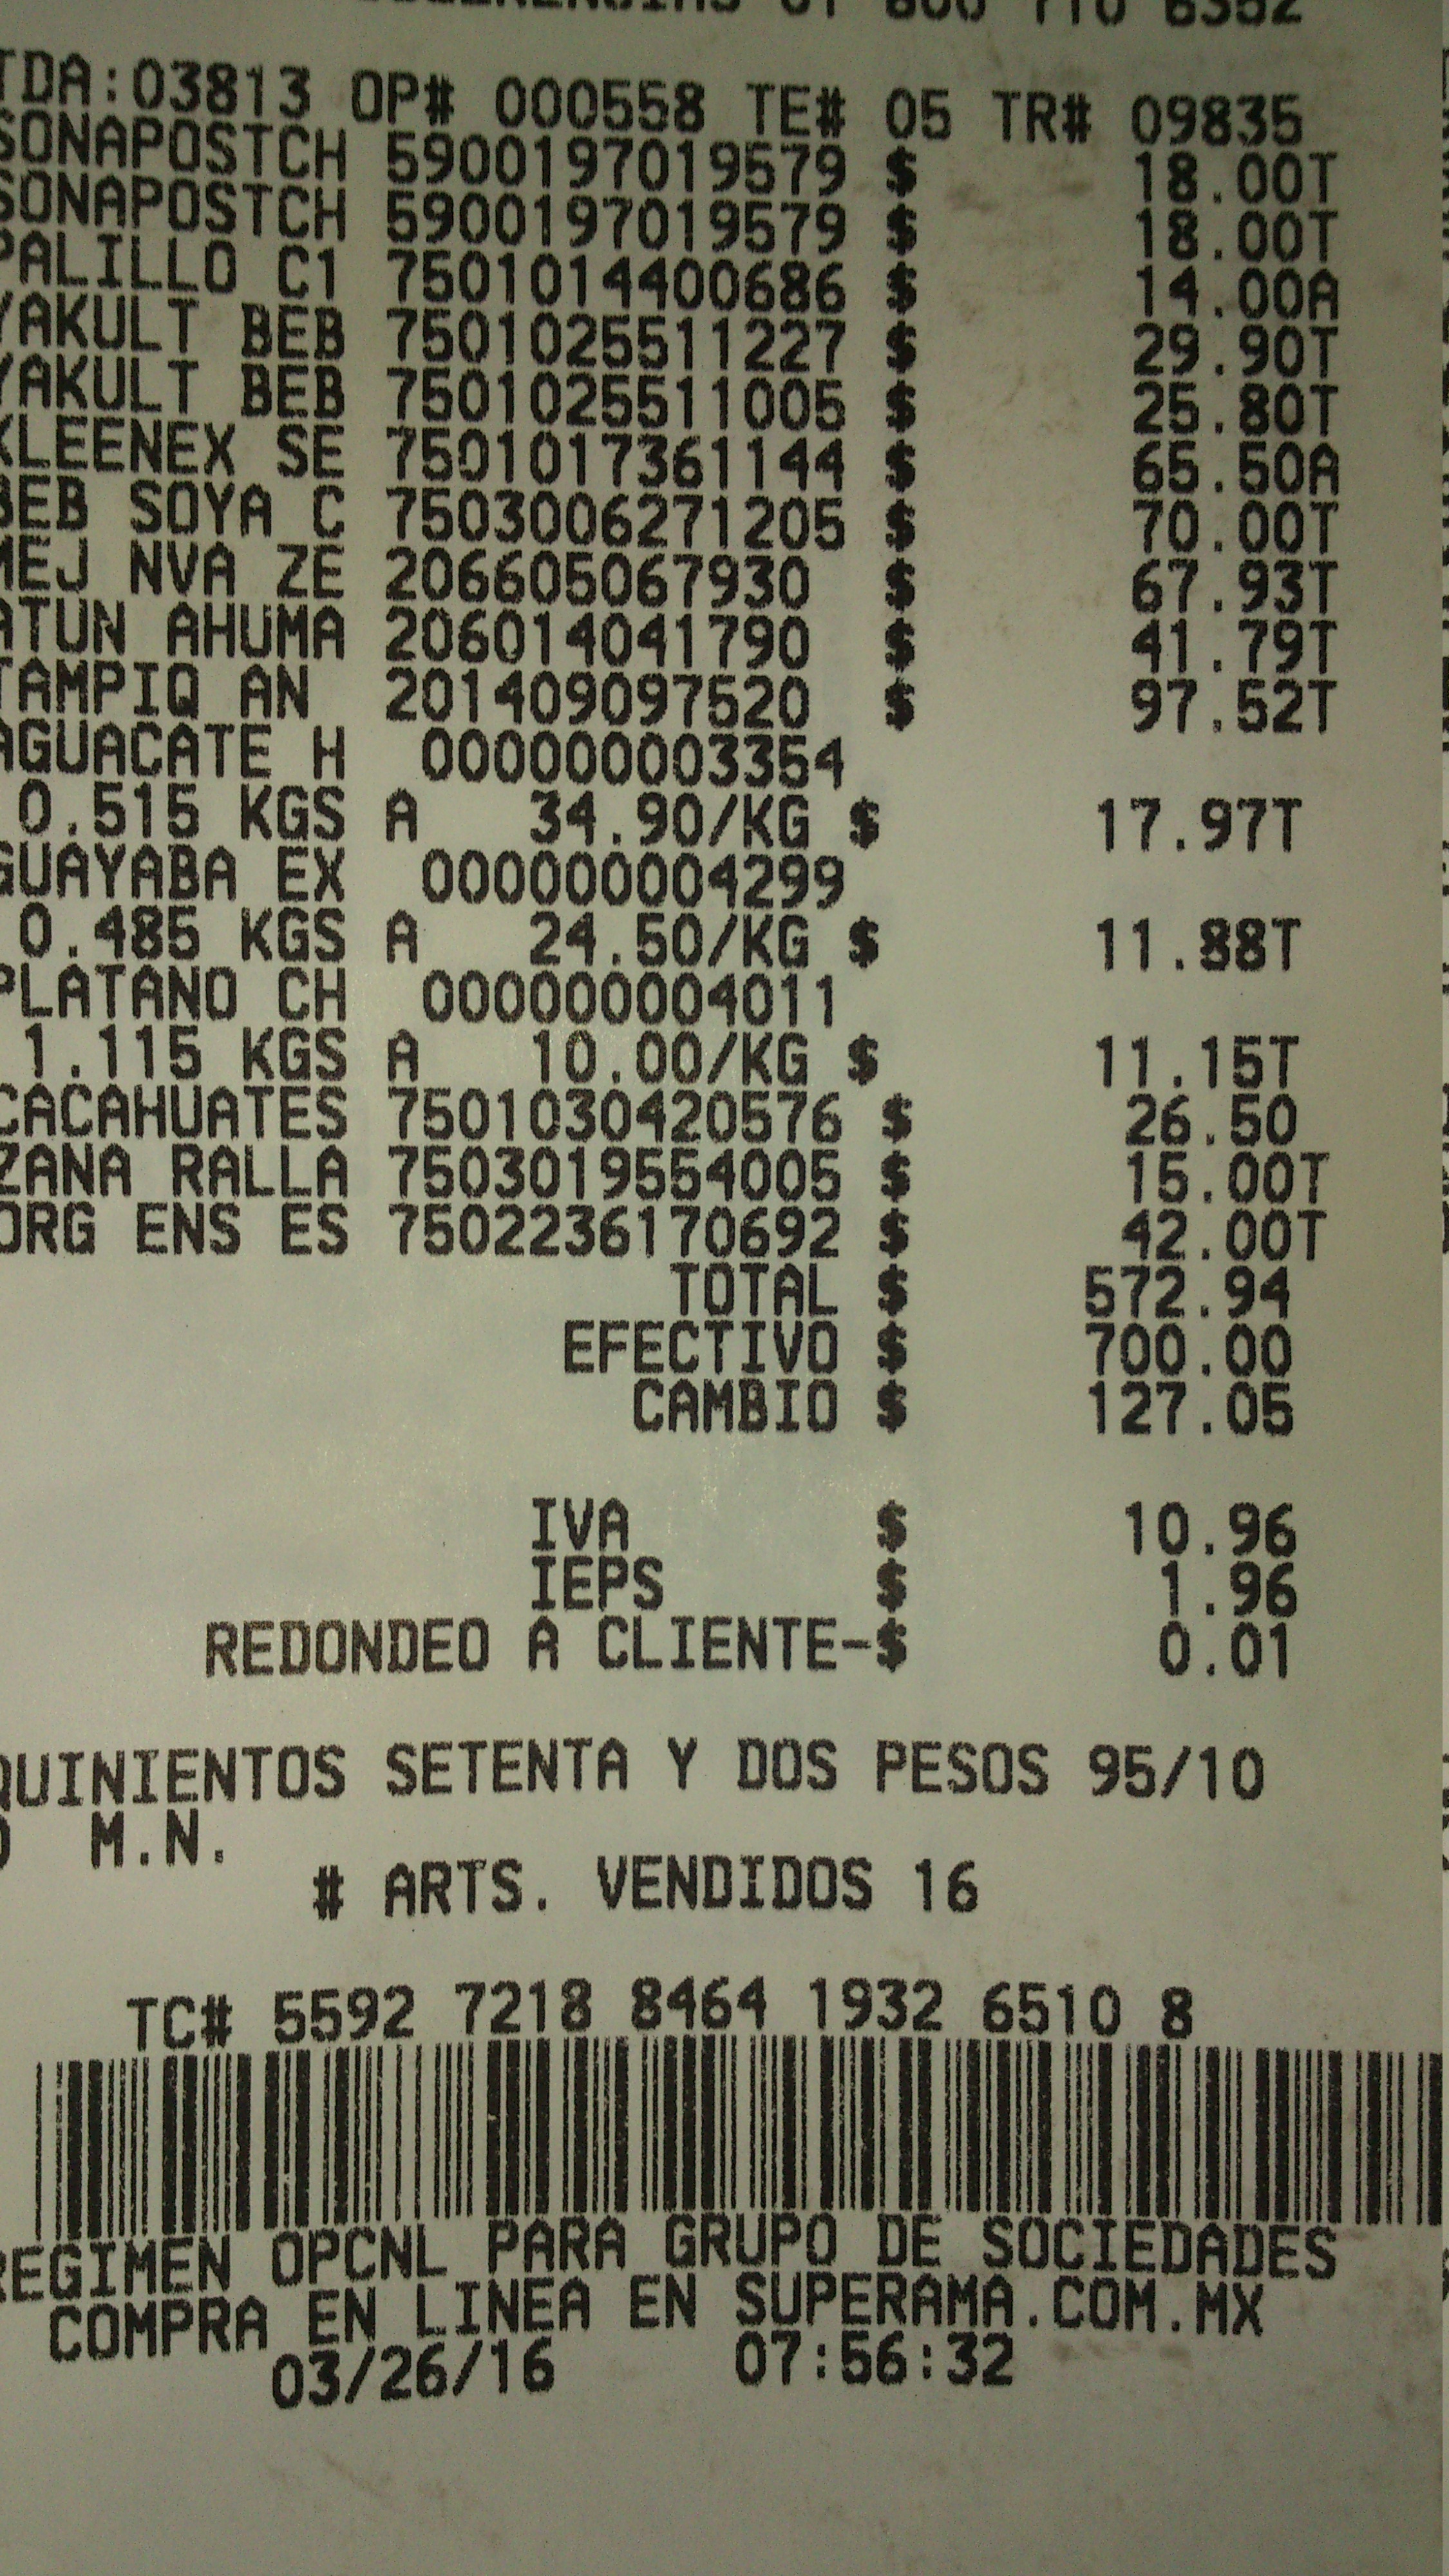 01 800 710 6352
TDA:03813 OP# 000558 TE# 05 TR# 09835
SONAPOSTCH 5900197019579 $ 18.00T
SONAPOSTCH 5900197019579 $ 18.00T
PALILLO C1 7501014400686 $ 14.00A
YAKULT BEB 7501025511227 $ 29.90T
YAKULT BEB 7501025511005 $ 25.80T
KLEENEX SE 7501017361144 $ 65.50A
BEB SOYA C 7503006271205 $ 70.00T
MEJ NVA ZE 206605067930 $ 67.93T
ATUN AHUMA 206014041790 $ 41.79T
TAMPIQ AN 201409097520 $ 97.52T
AGUACATE H 000000003354
0.515 KGS A 34.90/KG $ 17.97T
GUAYABA EX 000000004299
0.485 KGS A 24.50/KG $ 11.88T
PLATANO CH 000000004011
1.115 KGS A 10.00/KG $ 11.15T
CACAHUATES 7501030420576 $ 26.50
ZANA RALLA 7503019554005 $ 15.00T
ORG ENS ES 7502236170692 $ 42.00T
TOTAL $ 572.94
EFECTIVO $ 700.00
CAMBIO $ 127.05
IVA $ 10.96
IEPS $ 1.96
REDONDEO A CLIENTE-$ 0.01
QUINIENTOS SETENTA Y DOS PESOS 95/10
0 M.N.
# ARTS. VENDIDOS 16
TC# 5592 7218 8464 1932 6510 8
REGIMEN OPCNL PARA GRUPO DE SOCIEDADES
COMPRA EN LINEA EN SUPERAMA.COM.MX
03/26/16 07:56:32